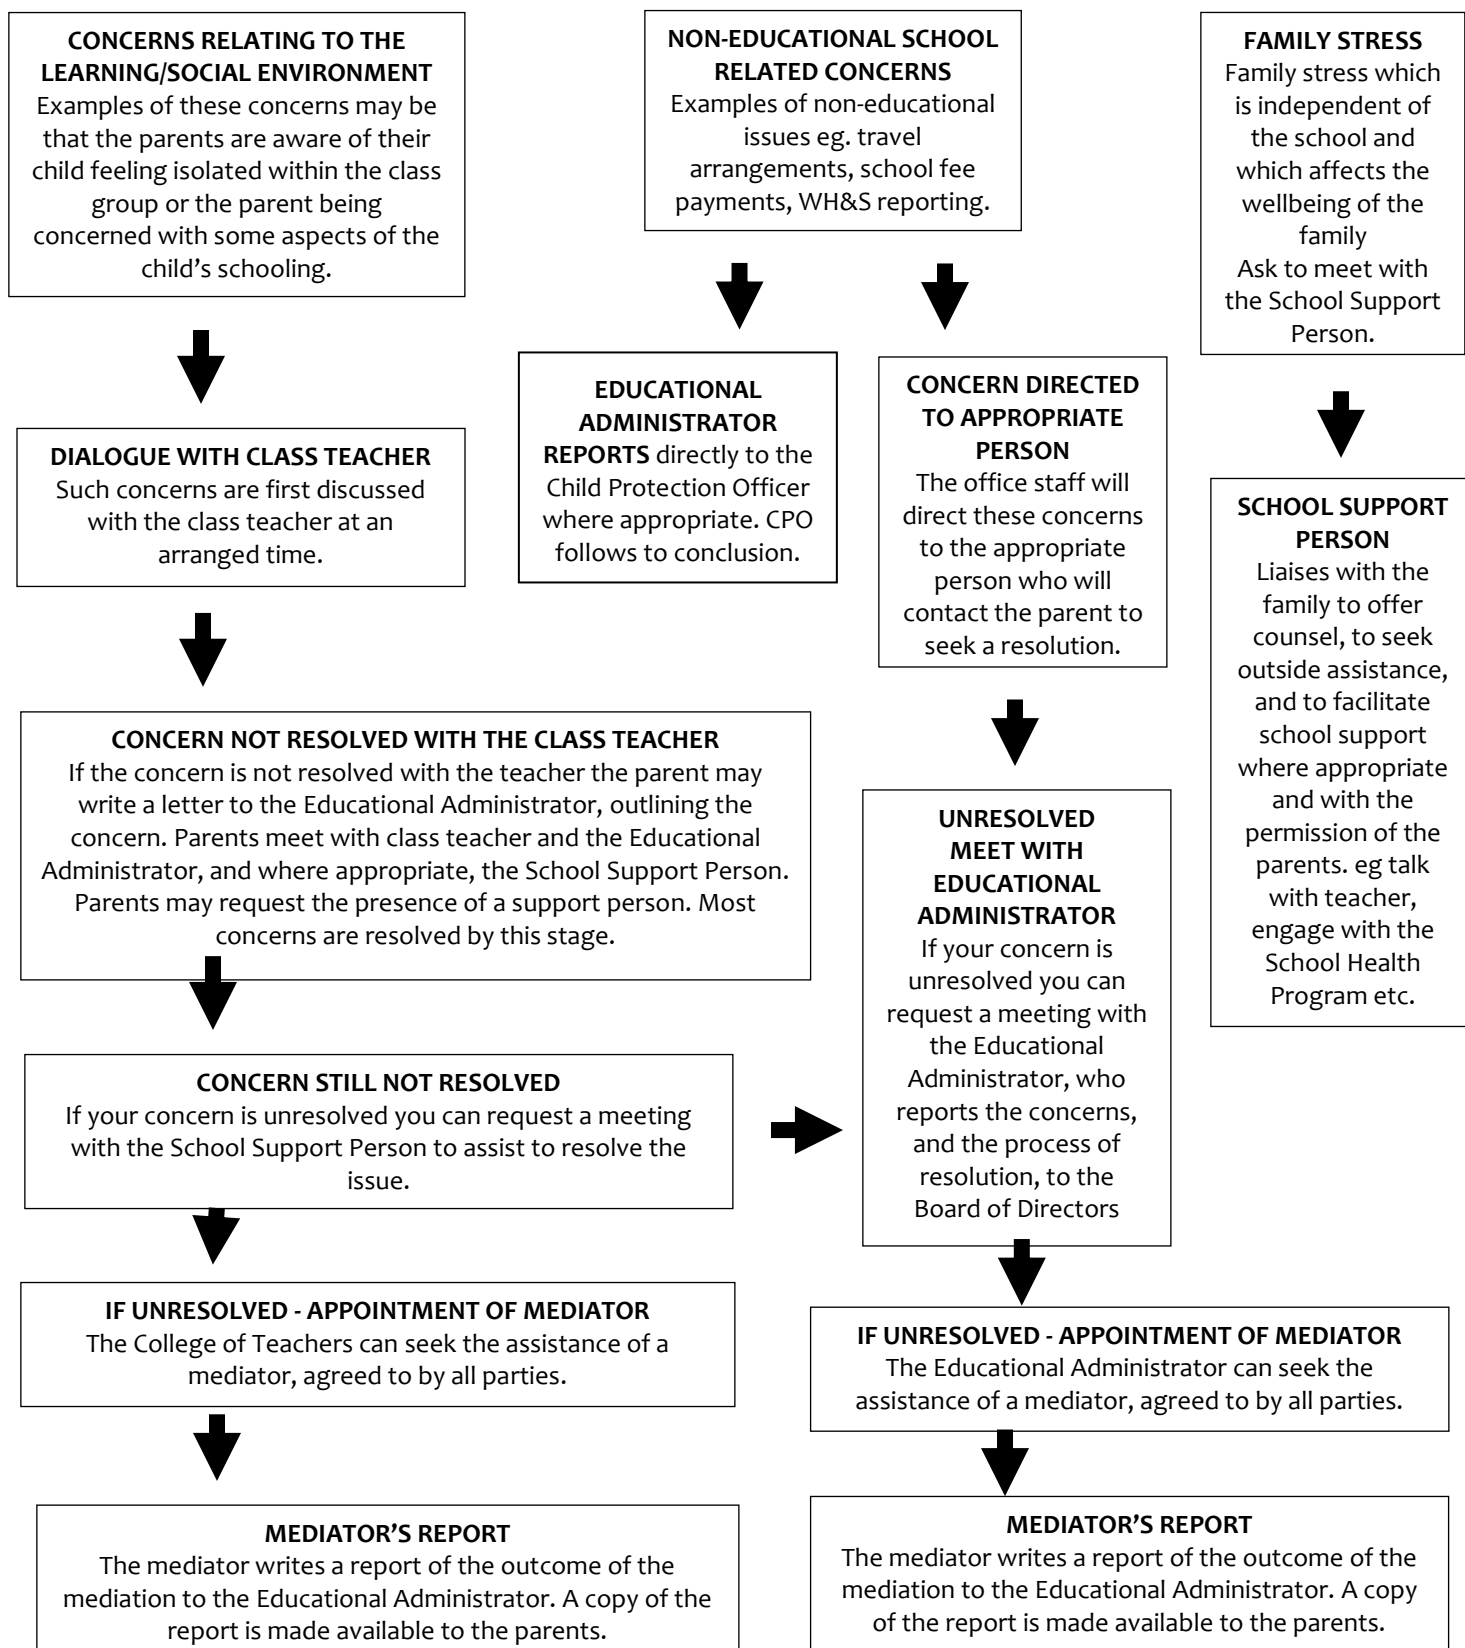 CONCERNS RELATING TO THE
LEARNING/SOCIAL ENVIRONMENT
Examples of these concerns may be
that the parents are aware of their
child feeling isolated within the class
group or the parent being
concerned with some aspects of the
child's schooling.
DIALOGUE WITH CLASS TEACHER
Such concerns are first discussed
with the class teacher at an
arranged time.
CONCERN NOT RESOLVED WITH THE CLASS TEACHER
If the concern is not resolved with the teacher the parent may
write a letter to the Educational Administrator, outlining the
concern. Parents meet with class teacher and the Educational
Administrator, and where appropriate, the School Support Person.
Parents may request the presence of a support person. Most
concerns are resolved by this stage.
CONCERN STILL NOT RESOLVED
If your concern is unresolved you can request a meeting
with the School Support Person to assist to resolve the
issue.
IF UNRESOLVED - APPOINTMENT OF MEDIATOR
The College of Teachers can seek the assistance of a
mediator, agreed to by all parties.
MEDIATOR'S REPORT
The mediator writes a report of the outcome of the
mediation to the Educational Administrator. A copy of the
report is made available to the parents.
NON-EDUCATIONAL SCHOOL
RELATED CONCERNS
Examples of non-educational
issues eg. travel
arrangements, school fee
payments, WH&S reporting.
EDUCATIONAL
ADMINISTRATOR
REPORTS directly to the
Child Protection Officer
where appropriate. CPO
follows to conclusion.
CONCERN DIRECTED
TO APPROPRIATE
PERSON
The office staff will
direct these concerns
to the appropriate
person who will
contact the parent to
seek a resolution.
UNRESOLVED
MEET WITH
EDUCATIONAL
ADMINISTRATOR
If your concern is
unresolved you can
request a meeting with
the Educational
Administrator, who
reports the concerns,
and the process of
resolution, to the
Board of Directors
IF UNRESOLVED - APPOINTMENT OF MEDIATOR
The Educational Administrator can seek the
assistance of a mediator, agreed to by all parties.
MEDIATOR'S REPORT
The mediator writes a report of the outcome of the
mediation to the Educational Administrator. A copy
of the report is made available to the parents.
FAMILY STRESS
Family stress which
is independent of
the school and
which affects the
wellbeing of the
family
Ask to meet with
the School Support
Person.
SCHOOL SUPPORT
PERSON
Liaises with the
family to offer
counsel, to seek
outside assistance,
and to facilitate
school support
where appropriate
and with the
permission of the
parents. eg talk
with teacher,
engage with the
School Health
Program etc.